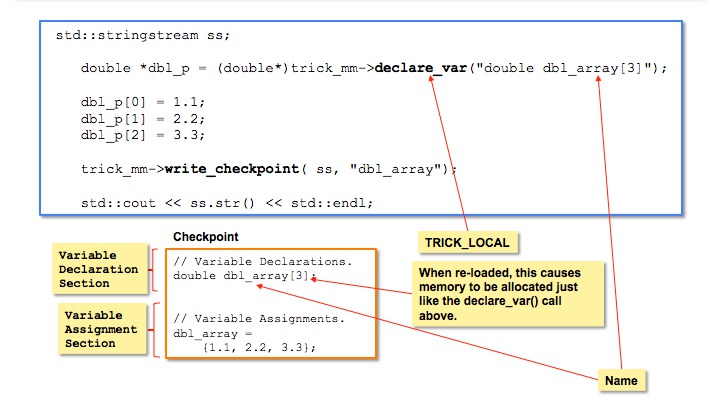 std::stringstream ss;
double *dbl_p = (double*)trick_mm->declare_var("double dbl_array[3]");
dbl_p[0] = 1.1;
dbl_p[1] = 2.2;
dbl_p[2] = 3.3;
trick_mm->write_checkpoint( ss, "dbl_array");
std::cout << ss.str() << std::endl;
Checkpoint
Variable
Declaration
Section
// Variable Declarations.
double dbl_array[3];
Variable
Assignment
Section
// Variable Assignments.
dbl_array =
{1.1, 2.2, 3.3};
TRICK_LOCAL
When re-loaded, this causes
memory to be allocated just
like the declare_var() call
above.
Name